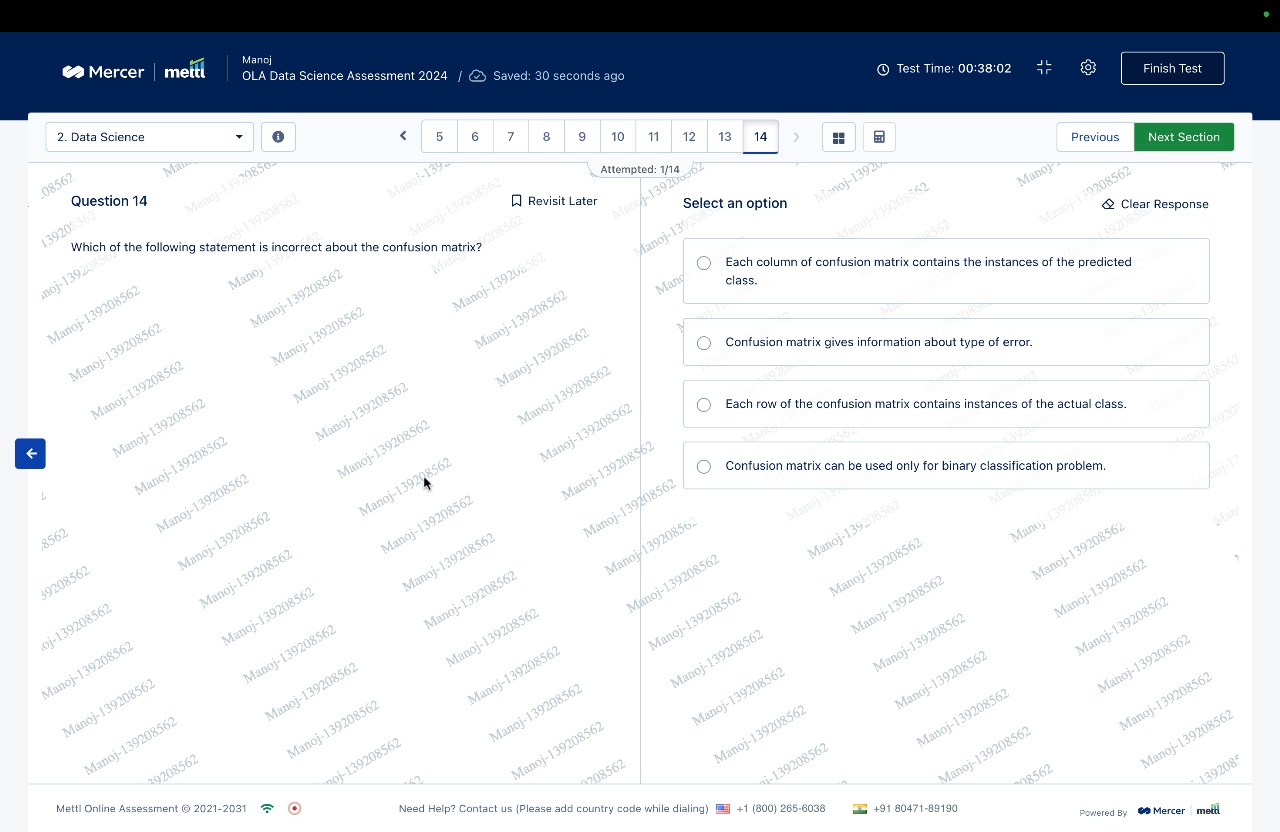 Manoj
Mercer | mettl
OLA Data Science Assessment 2024 / Saved: 30 seconds ago
Test Time: 00:38:02
Finish Test
2. Data Science
5 6 7 8 9 10 11 12 13 14
Previous
Next Section
Attempted: 1/14
Question 14
Revisit Later
Which of the following statement is incorrect about the confusion matrix?
Select an option
Clear Response
Each column of confusion matrix contains the instances of the predicted
class.
Confusion matrix gives information about type of error.
Each row of the confusion matrix contains instances of the actual class.
Confusion matrix can be used only for binary classification problem.
Manoj-139208562
Mettl Online Assessment © 2021-2031
Need Help? Contact us (Please add country code while dialing) +1 (800) 265-6038 +91 80471-89190
Powered By Mercer | mettl